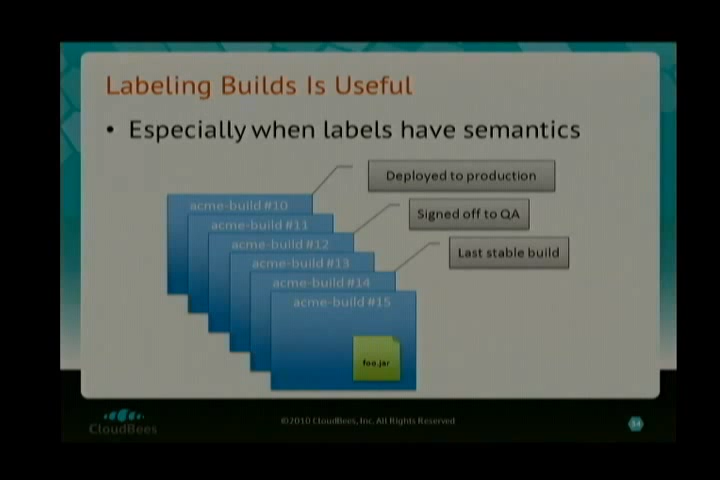 Labeling Builds Is Useful
• Especially when labels have semantics
Deployed to production
acme-build #10
Signed off to QA
acme-build #11
acme-build #12
Last stable build
acme-build #13
acme-build #14
acme-build #15
foo.jar
CloudBees
©2010 CloudBees, Inc. All Rights Reserved
34